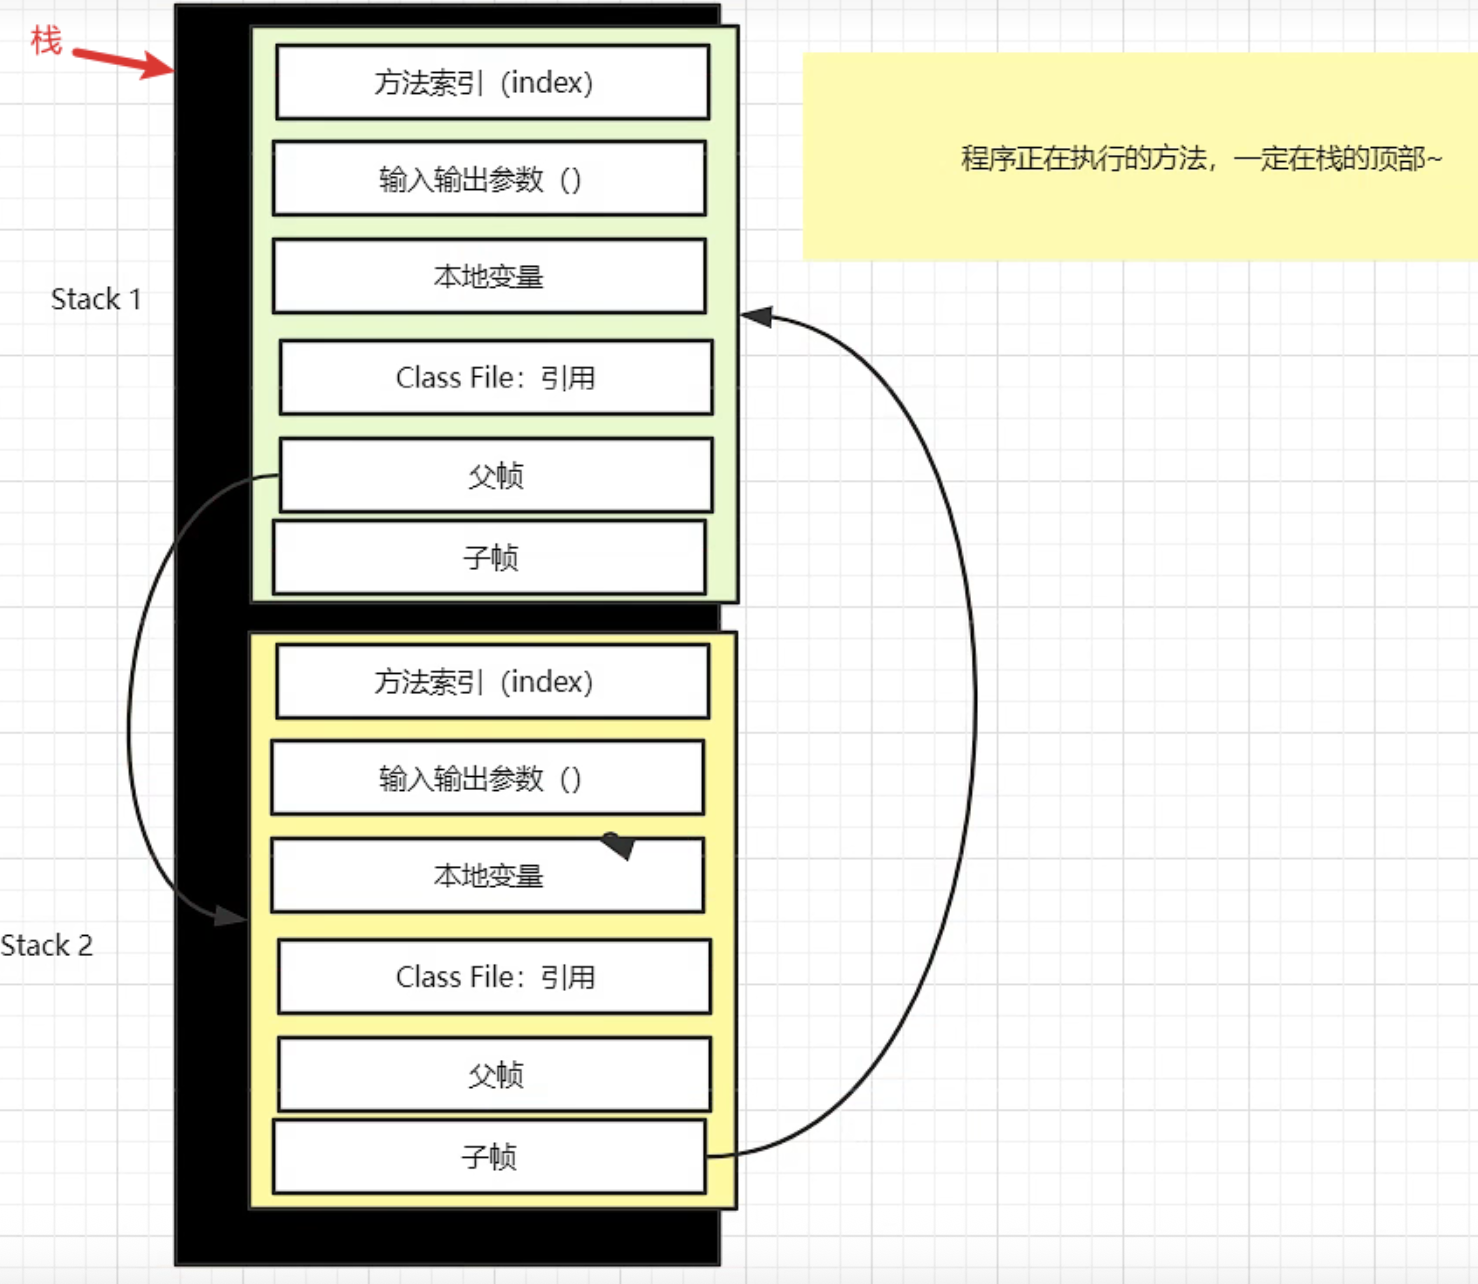 栈
方法索引（index）
程序正在执行的方法，一定在栈的顶部~
输入输出参数（）
本地变量
Stack 1
Class File：引用
父帧
子帧
方法索引（index）
输入输出参数（）
本地变量
Stack 2
Class File：引用
父帧
子帧